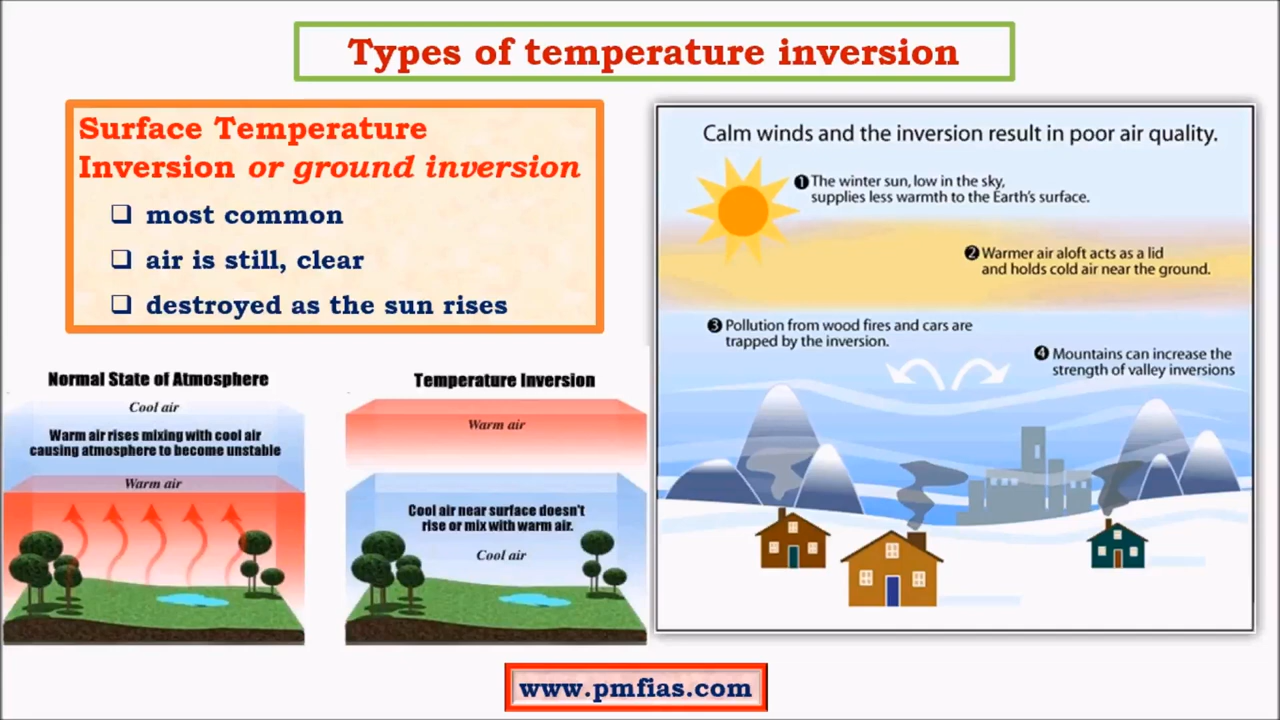 Types of temperature inversion
Surface Temperature
Inversion or ground inversion
most common
air is still, clear
destroyed as the sun rises
Normal State of Atmosphere
Cool air
Warm air rises mixing with cool air
causing atmosphere to become unstable
Warm air
Temperature Inversion
Warm air
Cool air near surface doesn't
rise or mix with warm air.
Cool air
Calm winds and the inversion result in poor air quality.
1 The winter sun, low in the sky,
supplies less warmth to the Earth's surface.
2 Warmer air aloft acts as a lid
and holds cold air near the ground.
3 Pollution from wood fires and cars are
trapped by the inversion.
4 Mountains can increase the
strength of valley inversions
www.pmfias.com